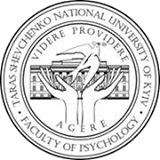 TARAS SHEVCHENKO NATIONAL UNIVERSITY OF KYIV
VIDERE PROVIDERE
AGERE
FACULTY OF PSYCHOLOGY